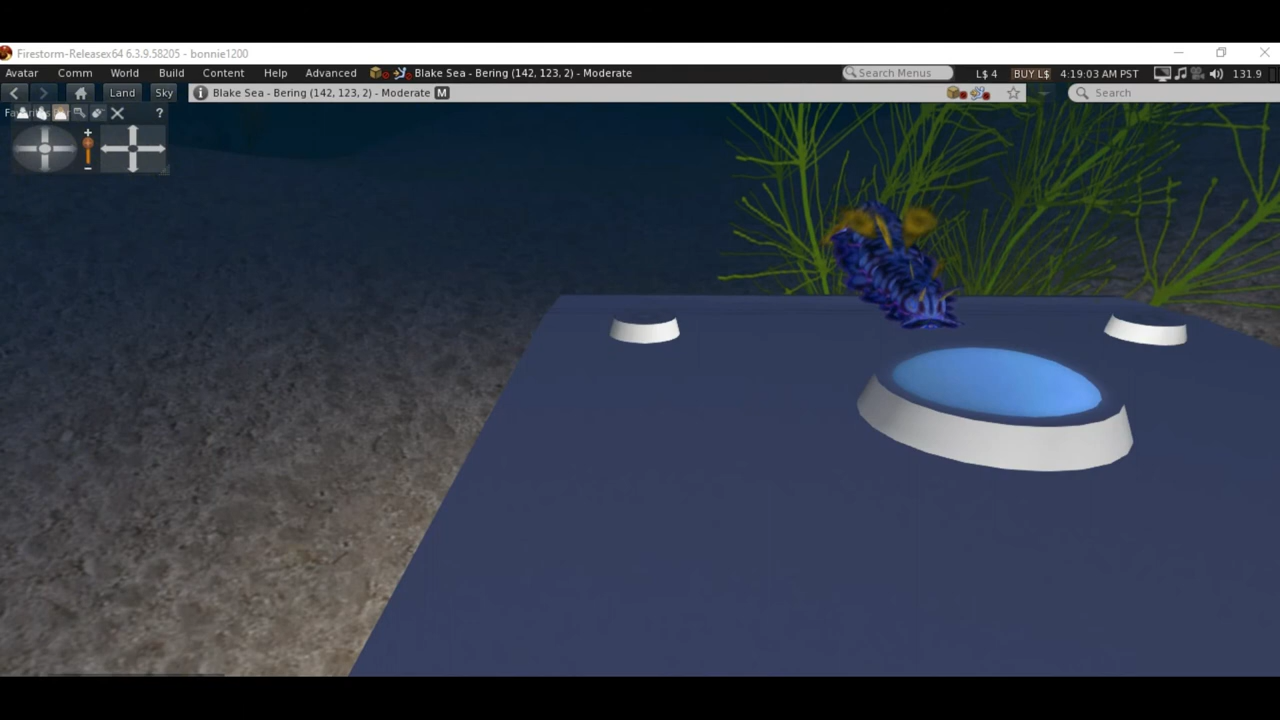 Firestorm-Releasex64 6.3.9.58205 - bonnie1200
Avatar Comm World Build Content Help Advanced Blake Sea - Bering (142, 123, 2) - Moderate Search Menus L$ 4 BUY L$ 4:19:03 AM PST 131.9
Land Sky Blake Sea - Bering (142, 123, 2) - Moderate M Search
?